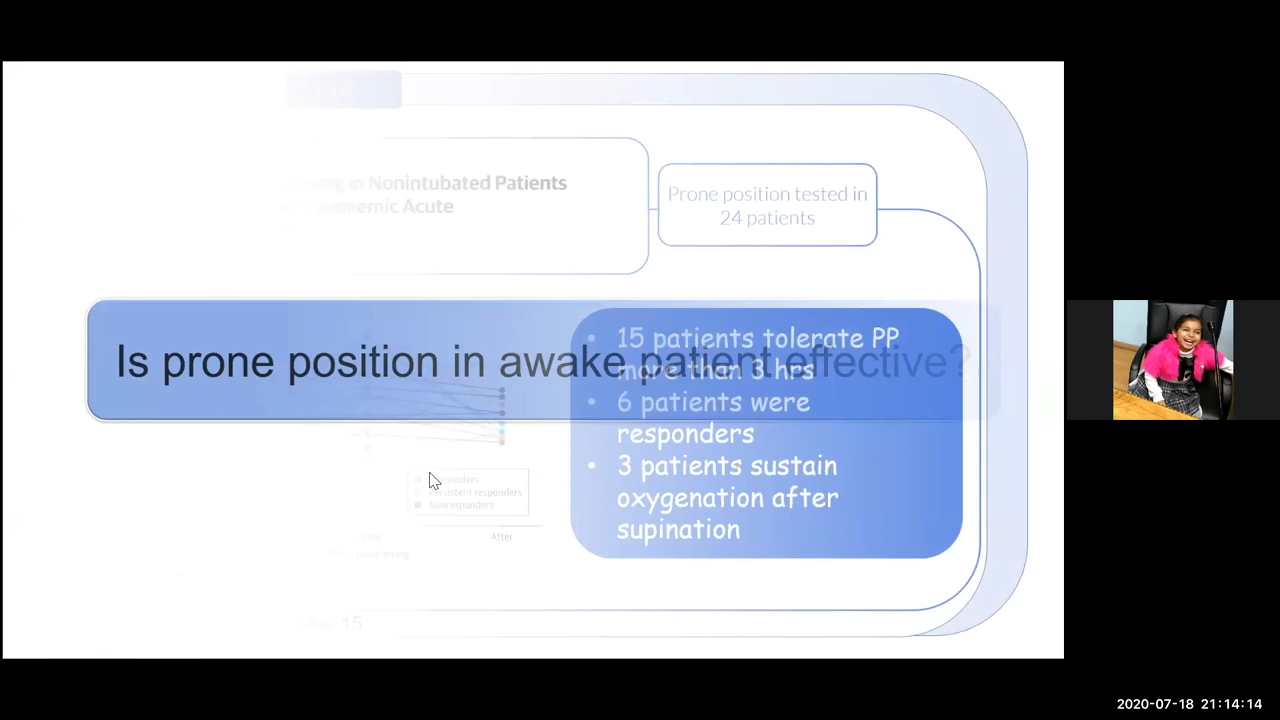 in Nonintubated Patients
Acute
Prone position tested in
24 patients
Is prone position in awake patient effective?
• 15 patients tolerate PP
more than 3 hrs
• 6 patients were
responders
• 3 patients sustain
oxygenation after
supination
Persistent responders
Nonresponders
After
15
2020-07-18 21:14:14